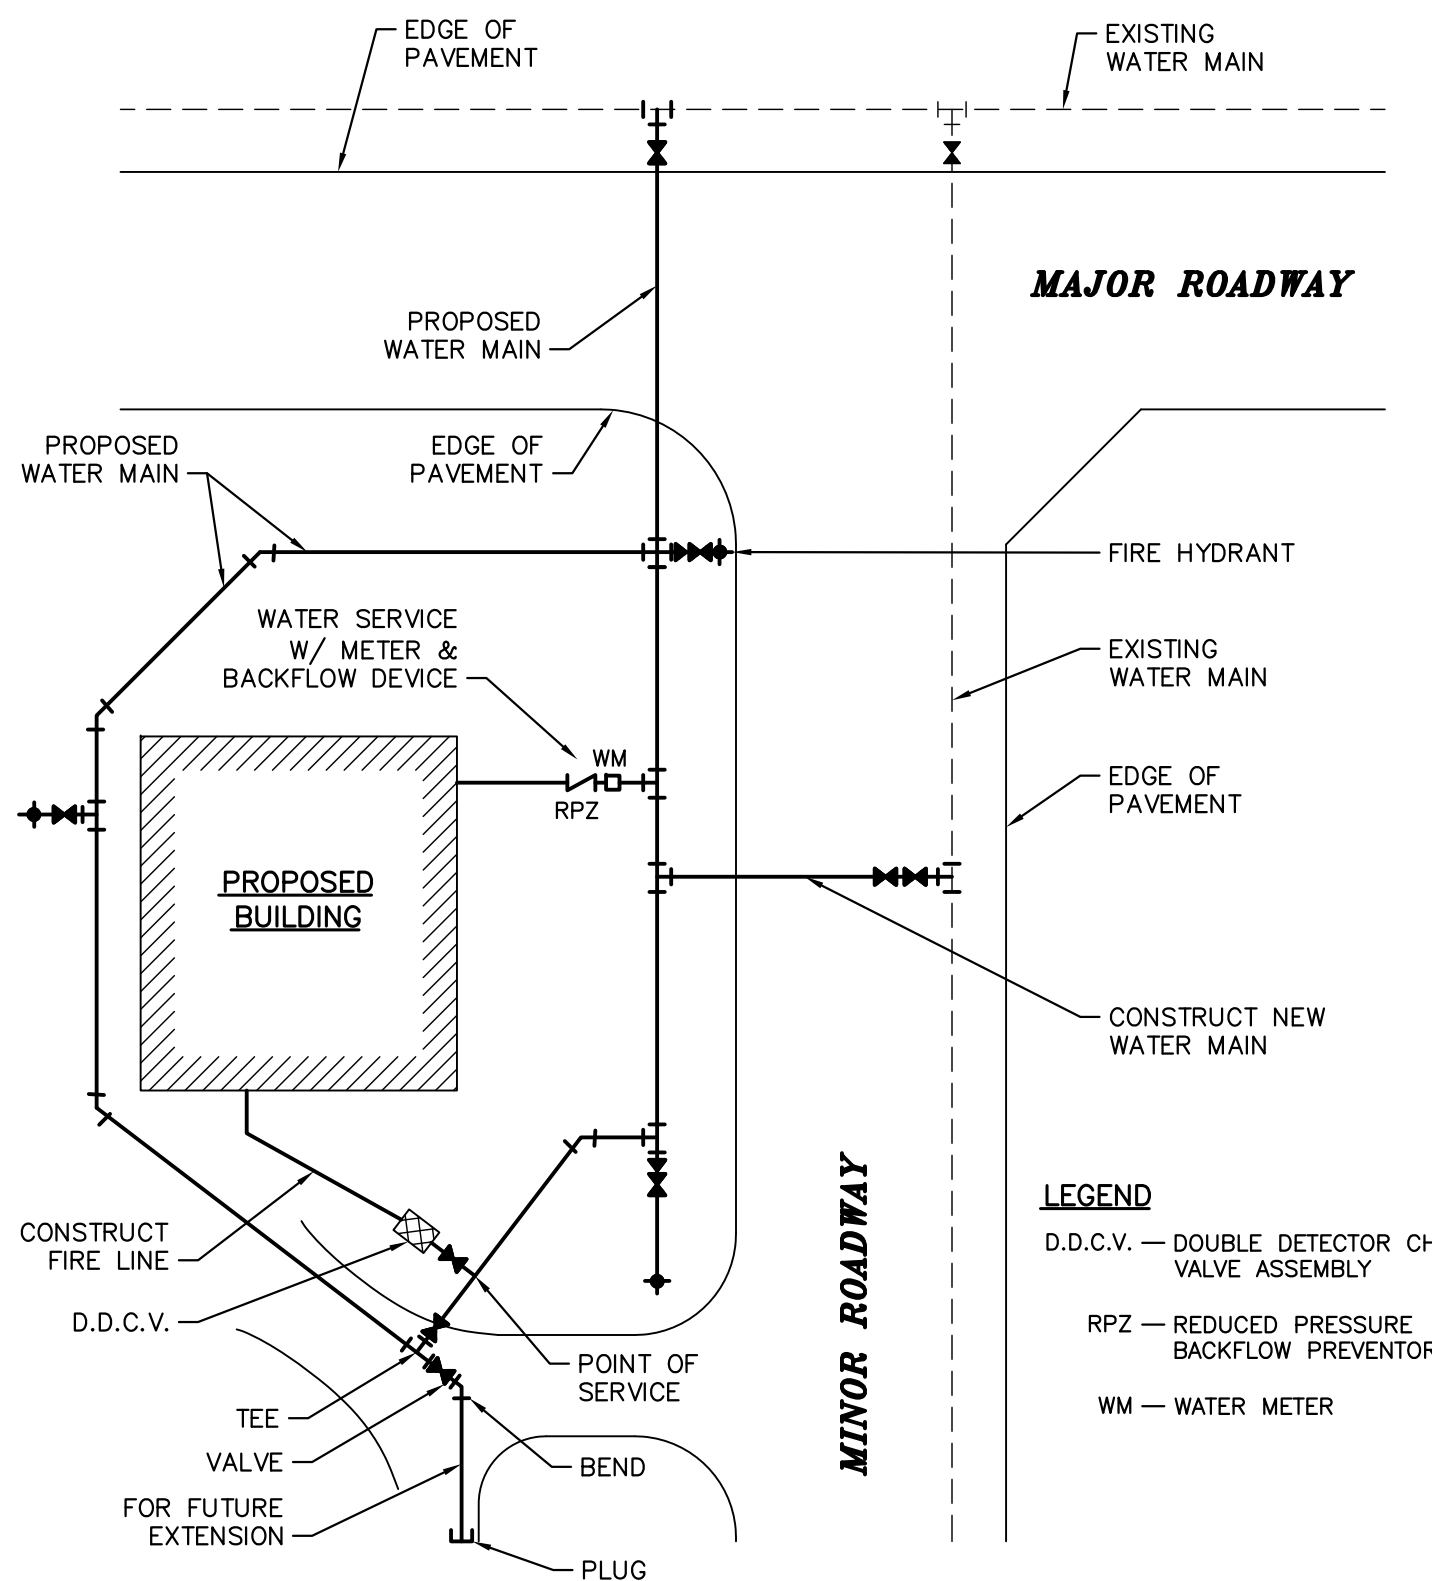 EDGE OF
PAVEMENT
EXISTING
WATER MAIN
MAJOR ROADWAY
PROPOSED
WATER MAIN
PROPOSED
WATER MAIN
EDGE OF
PAVEMENT
FIRE HYDRANT
WATER SERVICE
W/ METER &
BACKFLOW DEVICE
EXISTING
WATER MAIN
WM
RPZ
EDGE OF
PAVEMENT
PROPOSED
BUILDING
CONSTRUCT NEW
WATER MAIN
MINOR ROADWAY
CONSTRUCT
FIRE LINE
D.D.C.V.
POINT OF
SERVICE
TEE
VALVE
BEND
FOR FUTURE
EXTENSION
PLUG
LEGEND
D.D.C.V. — DOUBLE DETECTOR CH
VALVE ASSEMBLY
RPZ — REDUCED PRESSURE
BACKFLOW PREVENTOR
WM — WATER METER